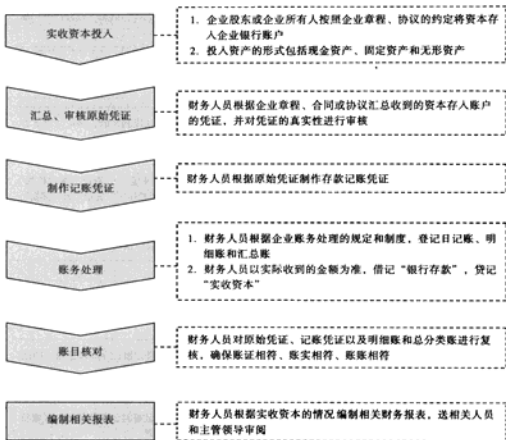 实收资本投入
1. 企业股东或企业所有人按照企业章程、协议的约定将资本存
入企业银行账户
2. 投入资产的形式包括现金资产、固定资产和无形资产
汇总、审核原始凭证
财务人员根据企业章程、合同或协议汇总收到的资本存入账户
的凭证，并对凭证的真实性进行审核
制作记账凭证
财务人员根据原始凭证制作存款记账凭证
账务处理
1. 财务人员根据企业账务处理的规定和制度，登记日记账、明
细账和汇总账
2. 财务人员以实际收到的金额为准，借记“银行存款”，贷记
“实收资本”
账目核对
财务人员对原始凭证、记账凭证以及明细账和总分类账进行复
核，确保账证相符、账实相符、账账相符
编制相关报表
财务人员根据实收资本的情况编制相关财务报表，送相关人员
和主管领导审阅